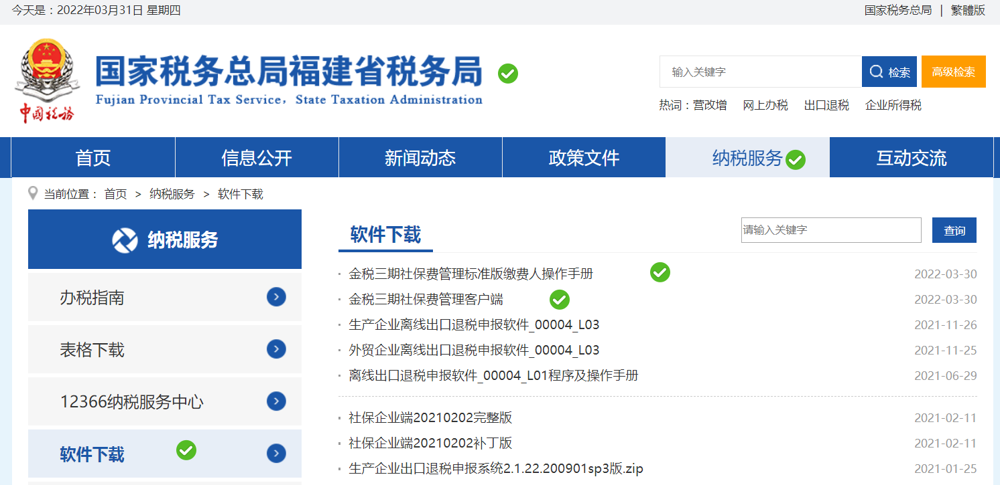 今天是：2022年03月31日 星期四 国家税务总局 | 繁體版
中国税务
国家税务总局福建省税务局
Fujian Provincial Tax Service，State Taxation Administration
输入关键字 检索 高级检索
热词：营改增 网上办税 出口退税 企业所得税
首页 信息公开 新闻动态 政策文件 纳税服务 互动交流
当前位置： 首页 > 纳税服务 > 软件下载
纳税服务
办税指南
表格下载
12366纳税服务中心
软件下载
软件下载 请输入关键字 查询
· 金税三期社保费管理标准版缴费人操作手册 2022-03-30
· 金税三期社保费管理客户端 2022-03-30
· 生产企业离线出口退税申报软件_00004_L03 2021-11-26
· 外贸企业离线出口退税申报软件_00004_L03 2021-11-25
· 离线出口退税申报软件_00004_L01程序及操作手册 2021-06-29
· 社保企业端20210202完整版 2021-02-11
· 社保企业端20210202补丁版 2021-02-11
· 生产企业出口退税申报系统2.1.22.200901sp3版.zip 2021-01-25